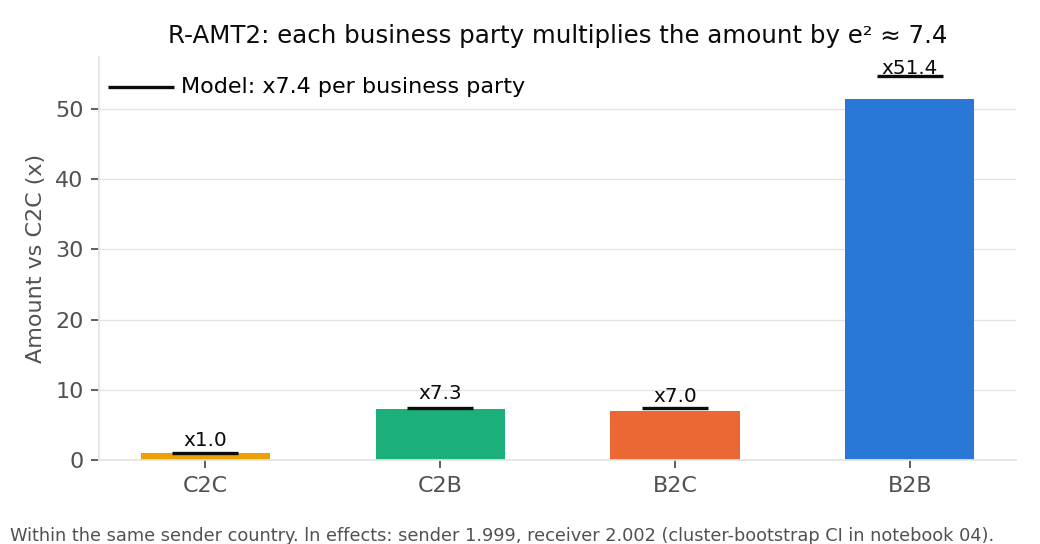 R-AMT2: each business party multiplies the amount by e² ≈ 7.4
Model: x7.4 per business party
Amount vs C2C (x)
50
40
30
20
10
0
x1.0
x7.3
x7.0
x51.4
C2C
C2B
B2C
B2B
Within the same sender country. ln effects: sender 1.999, receiver 2.002 (cluster-bootstrap CI in notebook 04).